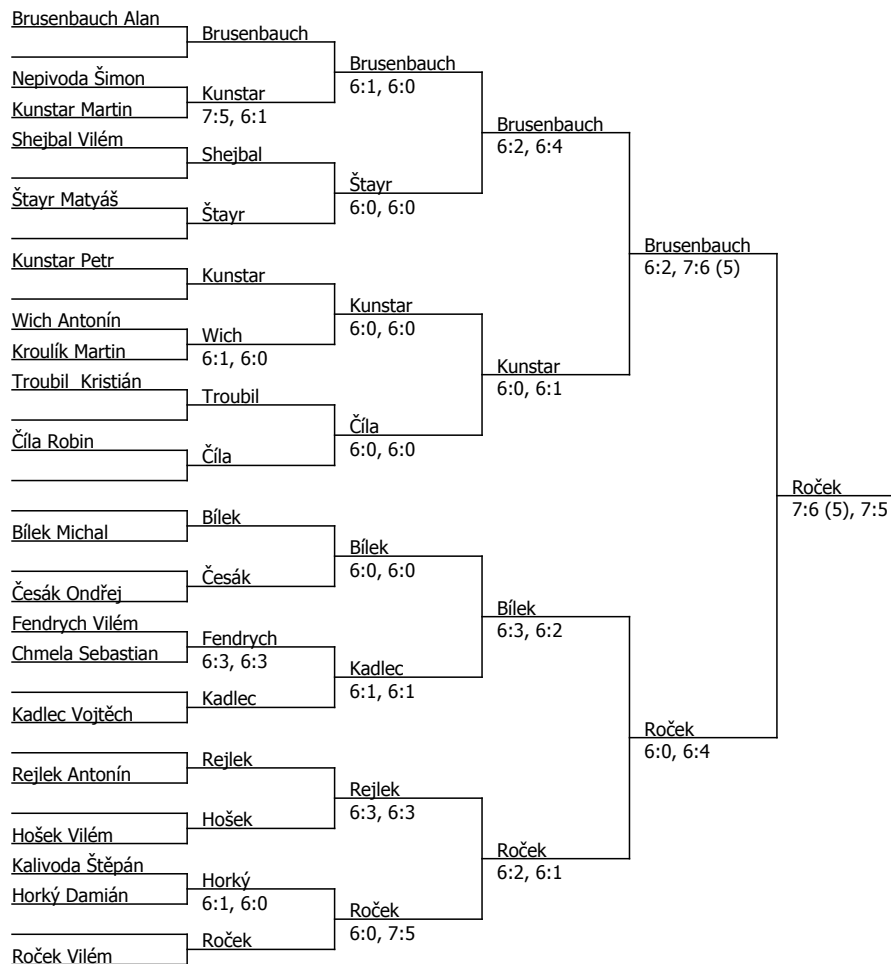 Brusenbauch Alan
Nepivoda Šimon
Kunstar Martin
Shejbal Vilém
Štayr Matyáš
Kunstar Petr
Wich Antonín
Kroulík Martin
Troubil  Kristián
Číla Robin
Bílek Michal
Česák Ondřej
Fendrych Vilém
Chmela Sebastian
Kadlec Vojtěch
Rejlek Antonín
Hošek Vilém
Kalivoda Štěpán
Horký Damián
Roček Vilém
Brusenbauch
Kunstar
7:5, 6:1
Shejbal
Štayr
Kunstar
Wich
6:1, 6:0
Troubil
Číla
Bílek
Česák
Fendrych
6:3, 6:3
Kadlec
Rejlek
Hošek
Horký
6:1, 6:0
Roček
Brusenbauch
6:1, 6:0
Štayr
6:0, 6:0
Kunstar
6:0, 6:0
Číla
6:0, 6:0
Bílek
6:0, 6:0
Kadlec
6:1, 6:1
Rejlek
6:3, 6:3
Roček
6:0, 7:5
Brusenbauch
6:2, 6:4
Kunstar
6:0, 6:1
Bílek
6:3, 6:2
Roček
6:2, 6:1
Brusenbauch
6:2, 7:6 (5)
Roček
6:0, 6:4
Roček
7:6 (5), 7:5